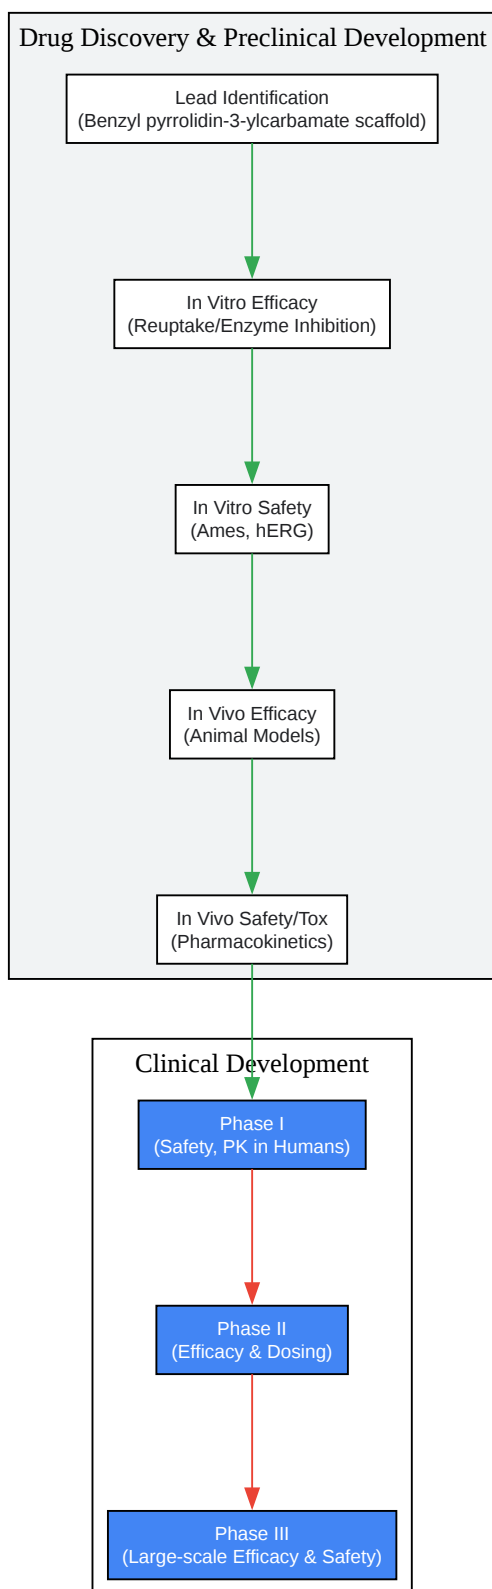 Drug Discovery & Preclinical Development
Lead Identification
(Benzyl pyrrolidin-3-ylcarbamate scaffold)
In Vitro Efficacy
(Reuptake/Enzyme Inhibition)
In Vitro Safety
(Ames, hERG)
In Vivo Efficacy
(Animal Models)
In Vivo Safety/Tox
(Pharmacokinetics)
Clinical Development
Phase I
(Safety, PK in Humans)
Phase II
(Efficacy & Dosing)
Phase III
(Large-scale Efficacy & Safety)